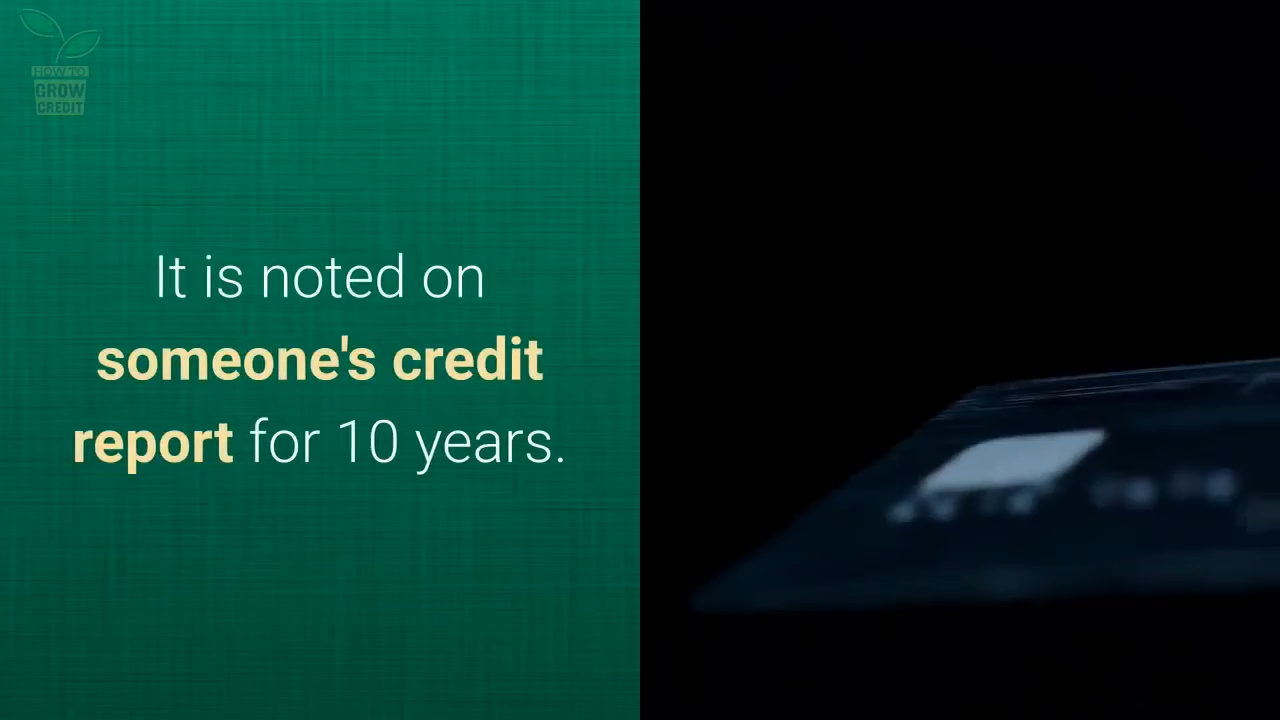 HOW TO
GROW
CREDIT
It is noted on
someone's credit
report for 10 years.